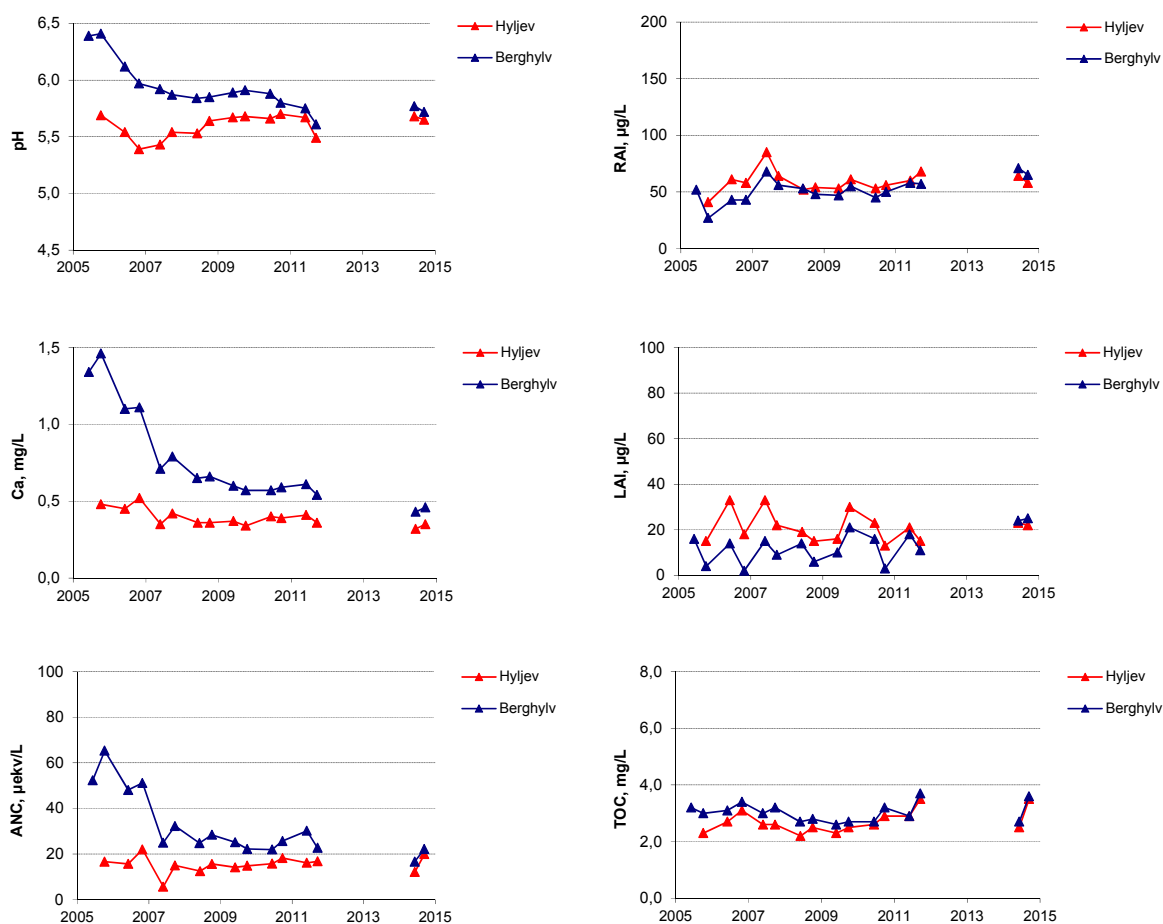 6,5
6,0
5,5
5,0
4,5
pH
2005 2007 2009 2011 2013 2015
Hyljev
Berghylv
200
150
100
50
0
RAl, µg/L
2005 2007 2009 2011 2013 2015
Hyljev
Berghylv
1,5
1,0
0,5
0,0
Ca, mg/L
2005 2007 2009 2011 2013 2015
Hyljev
Berghylv
100
80
60
40
20
0
LAl, µg/L
2005 2007 2009 2011 2013 2015
Hyljev
Berghylv
100
80
60
40
20
0
ANC, µekv/L
2005 2007 2009 2011 2013 2015
Hyljev
Berghylv
8,0
6,0
4,0
2,0
0,0
TOC, mg/L
2005 2007 2009 2011 2013 2015
Hyljev
Berghylv